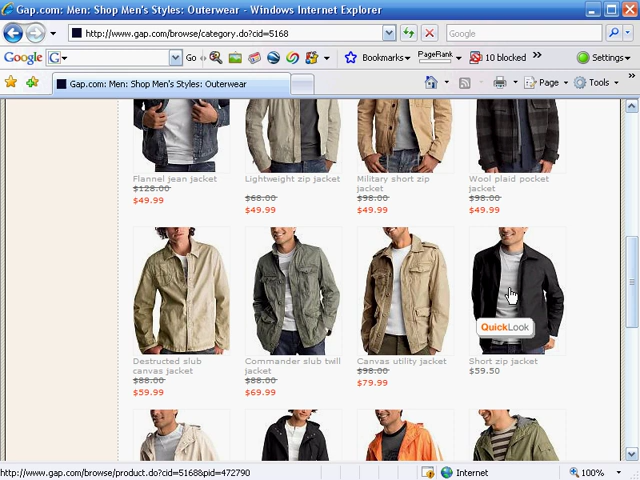 Gap.com: Men: Shop Men's Styles: Outerwear - Windows Internet Explorer
http://www.gap.com/browse/category.do?cid=5168
Google
Google
G
Go
Bookmarks
PageRank
10 blocked
Settings
Gap.com: Men: Shop Men's Styles: Outerwear
Page
Tools
Flannel jean jacket
$128.00
$49.99
Lightweight zip jacket
$68.00
$49.99
Military short zip
jacket
$98.00
$49.99
Wool plaid pocket
jacket
$98.00
$49.99
QuickLook
Destructed slub
canvas jacket
$88.00
$59.99
Commander slub twill
jacket
$88.00
$69.99
Canvas utility jacket
$98.00
$79.99
Short zip jacket
$59.50
http://www.gap.com/browse/product.do?cid=5168&pid=472790
Internet
100%